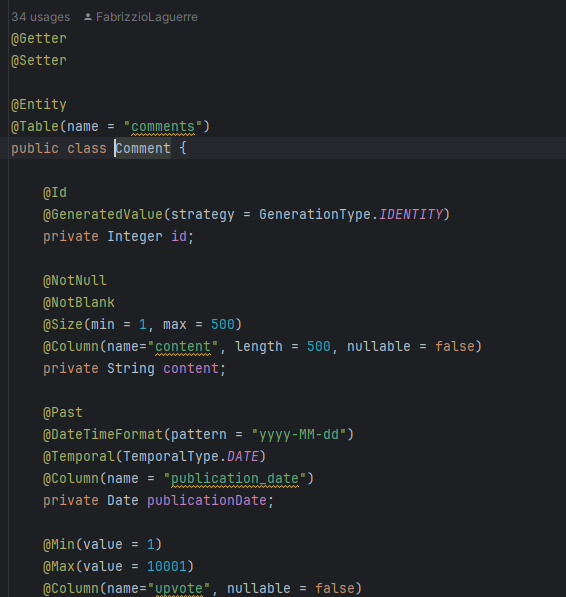 34 usages FabrizzioLaguerre
@Getter
@Setter
@Entity
@Table(name = "comments")
public class Comment {
@Id
@GeneratedValue(strategy = GenerationType.IDENTITY)
private Integer id;
@NotNull
@NotBlank
@Size(min = 1, max = 500)
@Column(name="content", length = 500, nullable = false)
private String content;
@Past
@DateTimeFormat(pattern = "yyyy-MM-dd")
@Temporal(TemporalType.DATE)
@Column(name = "publication_date")
private Date publicationDate;
@Min(value = 1)
@Max(value = 10001)
@Column(name="upvote", nullable = false)